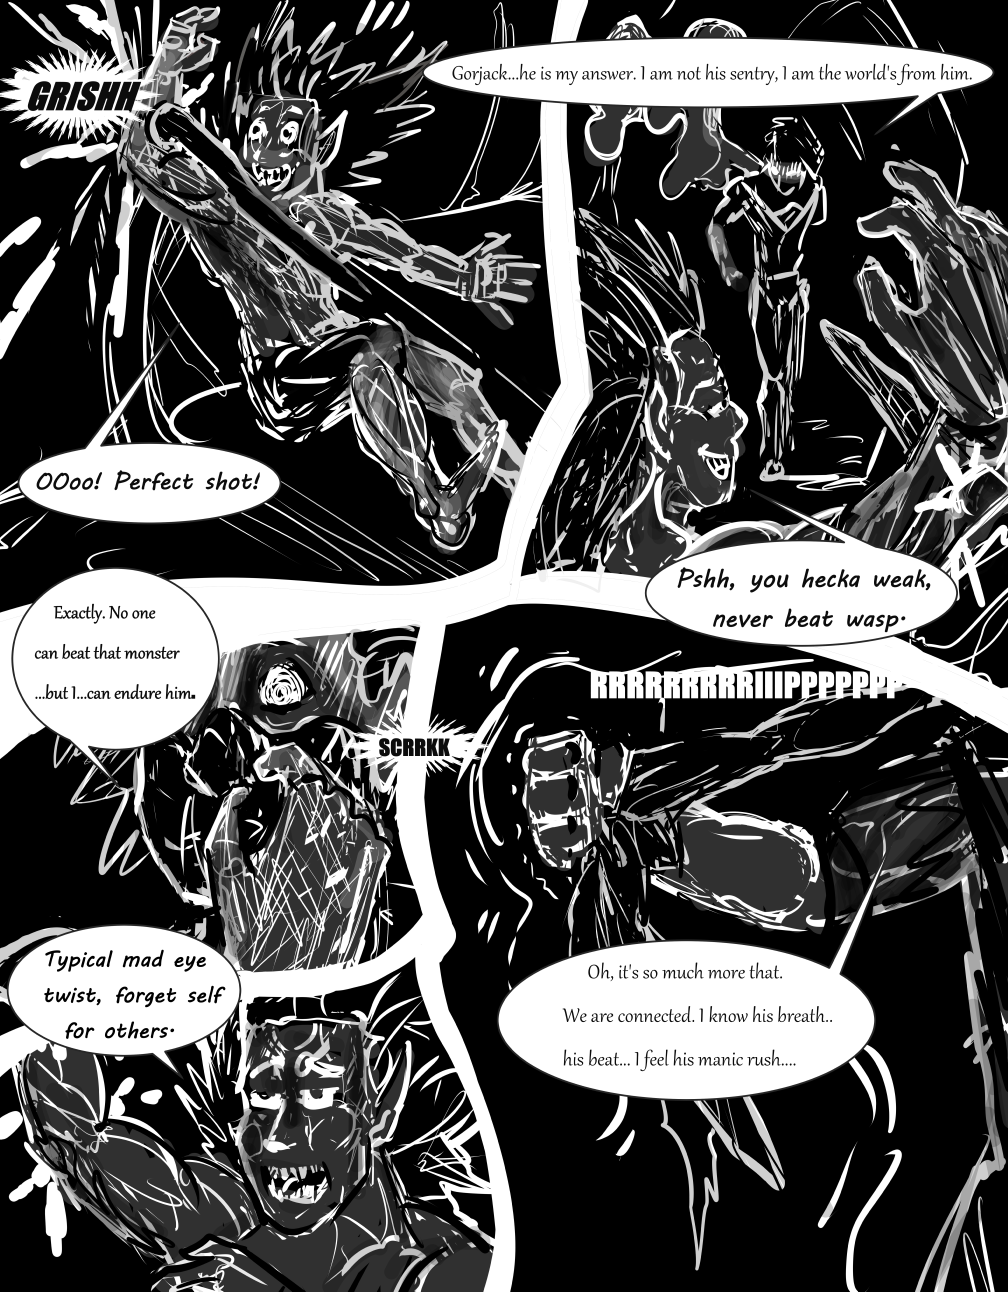 GRISHH
OOoo! Perfect shot!
Gorjack...he is my answer. I am not his sentry, I am the world's from him.
Pshh, you hecka weak,
never beat wasp.
Exactly. No one
can beat that monster
...but I...can endure him.
SCRRKK
RRRRRRRRRIIIPPPPPPP
Typical mad eye
twist, forget self
for others.
Oh, it's so much more that.
We are connected. I know his breath..
his beat... I feel his manic rush....